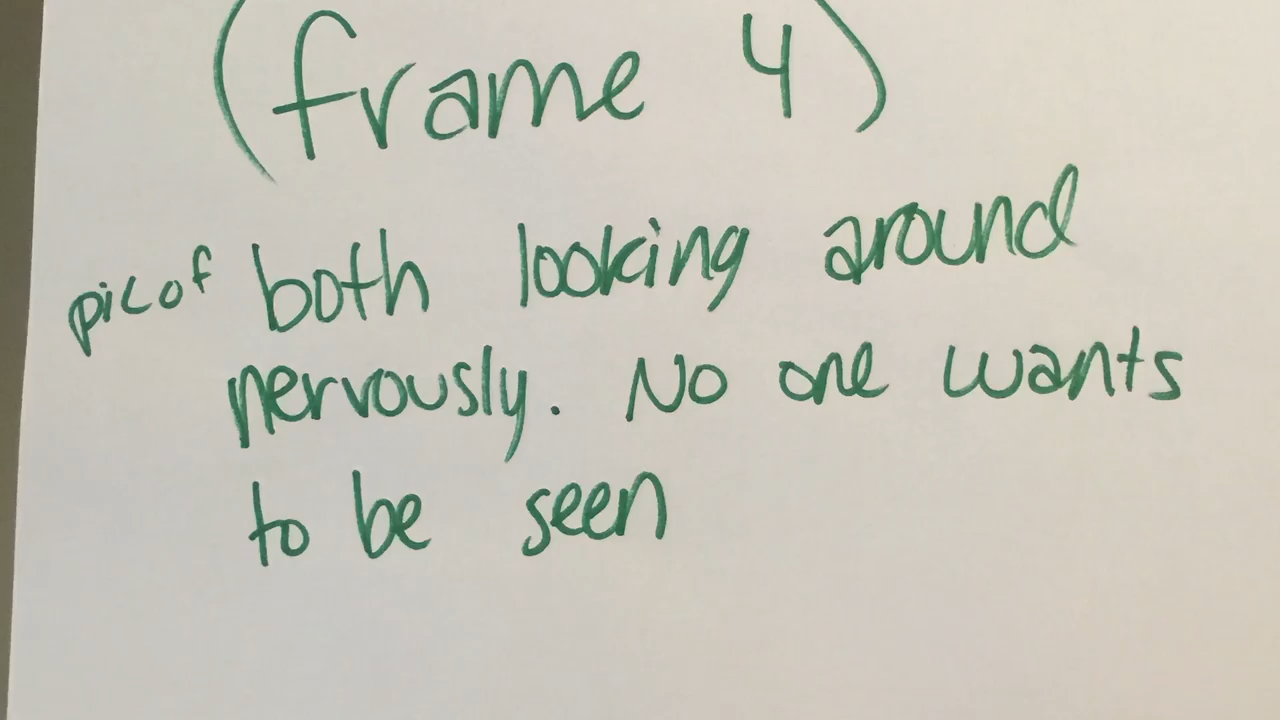 (frame 4)
pic of both looking around
nervously. No one wants
to be seen